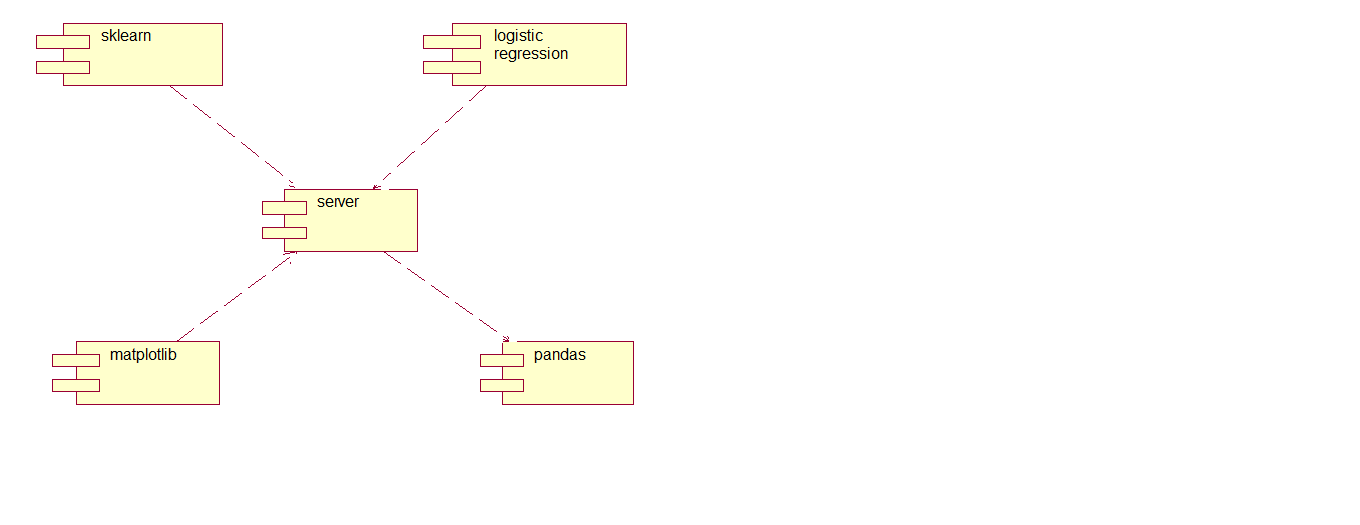 sklearn
logistic
regression
server
matplotlib
pandas